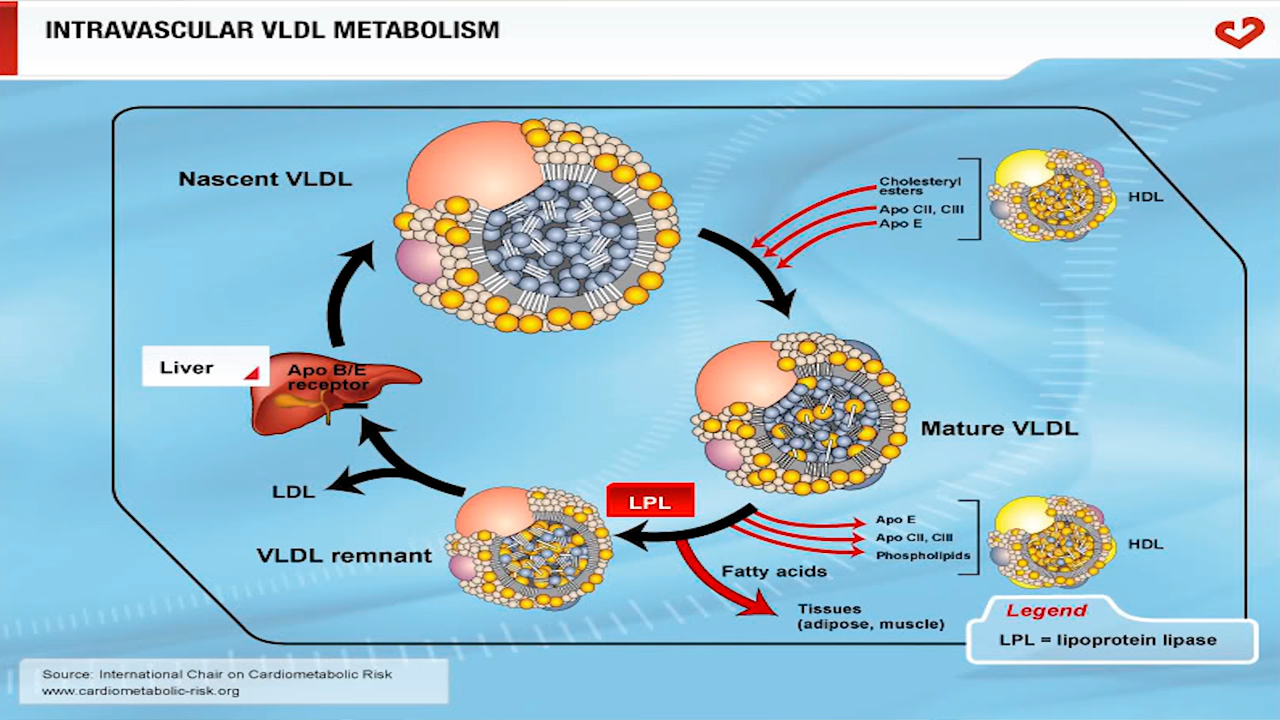 INTRAVASCULAR VLDL METABOLISM
Nascent VLDL
Cholesteryl
esters
Apo CII, CIII
Apo E
HDL
Liver
Apo B/E
receptor
Mature VLDL
LDL
LPL
VLDL remnant
Apo E
Apo CII, CIII
Phospholipids
HDL
Fatty acids
Tissues
(adipose, muscle)
Legend
LPL = lipoprotein lipase
Source: International Chair on Cardiometabolic Risk
www.cardiometabolic-risk.org